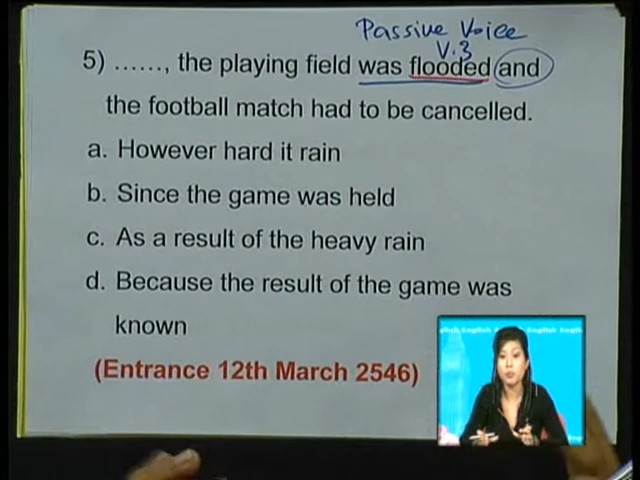 Passive Voice
V.3
5) ......, the playing field was flooded and
the football match had to be cancelled.
a. However hard it rain
b. Since the game was held
c. As a result of the heavy rain
d. Because the result of the game was
known
(Entrance 12th March 2546)
English English